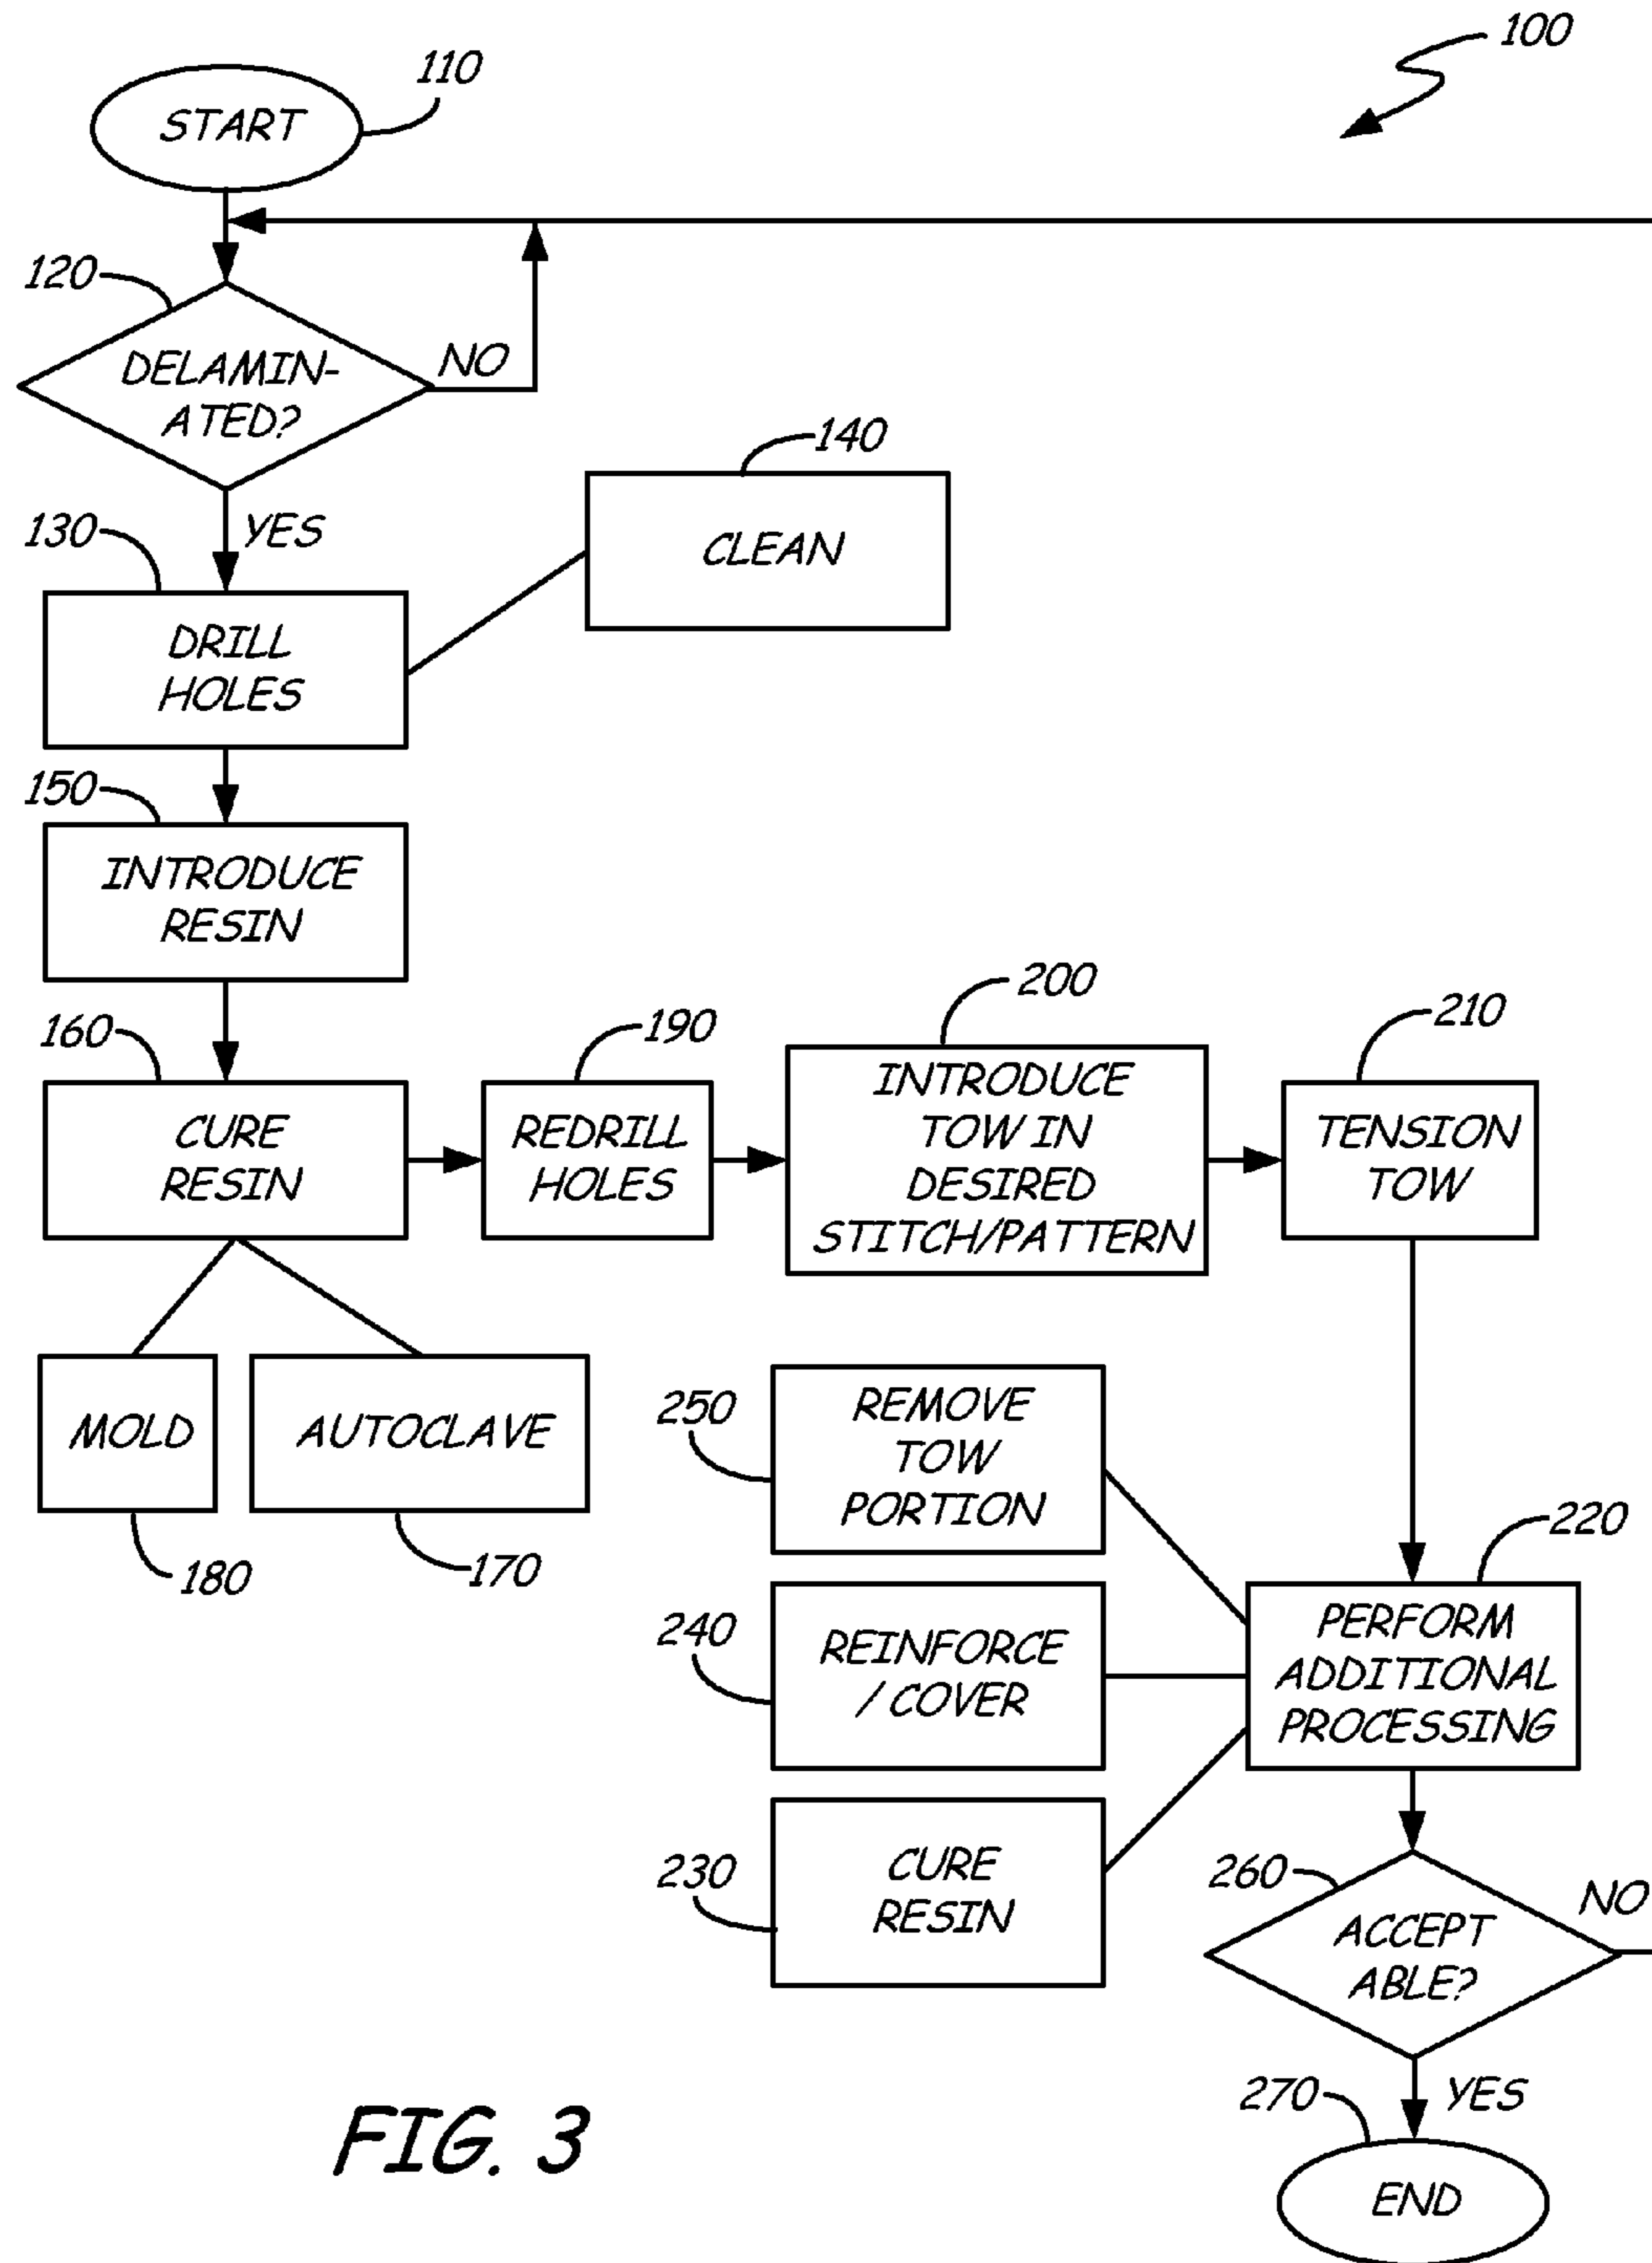 100
110
START
120
DELAMIN-
ATED?
NO
140
CLEAN
130
YES
DRILL
HOLES
150
INTRODUCE
RESIN
160
CURE
RESIN
190
REDRILL
HOLES
200
INTRODUCE
TOW IN
DESIRED
STITCH/PATTERN
210
TENSION
TOW
MOLD
180
AUTOCLAVE
170
250
REMOVE
TOW
PORTION
240
REINFORCE
/COVER
230
CURE
RESIN
220
PERFORM
ADDITIONAL
PROCESSING
260
ACCEPT
ABLE?
NO
YES
270
END
FIG. 3